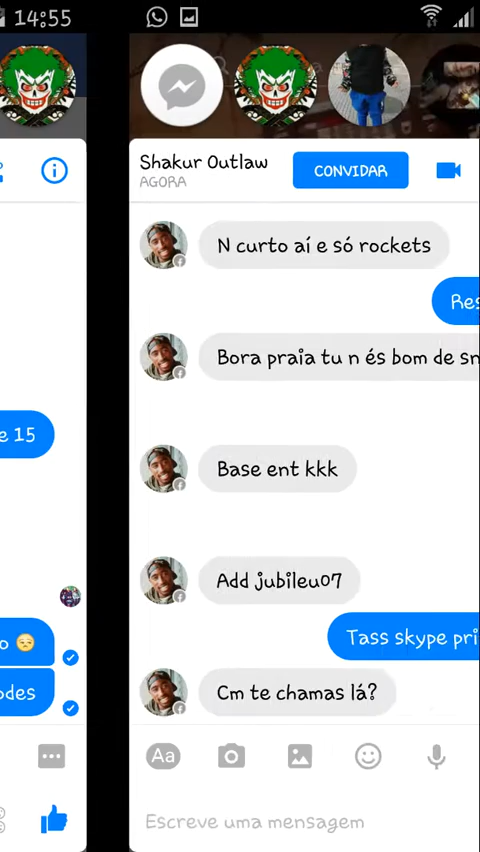 14:55
Shakur Outlaw
CONVIDAR
AGORA
N curto aí e só rockets
Bora praia tu n és bom de
e 15
Base ent kkk
Add jubileu07
Tass skype
Cm te chamas lá?
Aa
Escreve uma mensagem